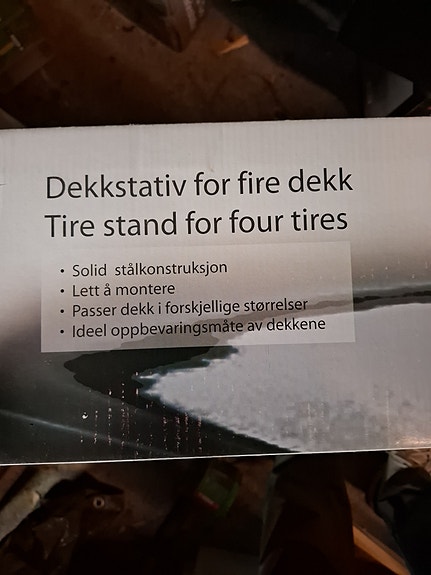 Dekkstativ for fire dekk
Tire stand for four tires
• Solid stålkonstruksjon
• Lett å montere
• Passer dekk i forskjellige størrelser
• Ideel oppbevaringsmåte av dekkene